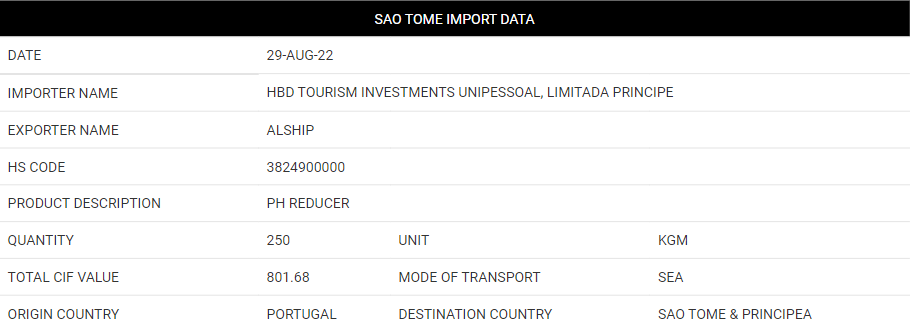 SAO TOME IMPORT DATA
DATE 29-AUG-22
IMPORTER NAME HBD TOURISM INVESTMENTS UNIPESSOAL, LIMITADA PRINCIPE
EXPORTER NAME ALSHIP
HS CODE 3824900000
PRODUCT DESCRIPTION PH REDUCER
QUANTITY 250 UNIT KGM
TOTAL CIF VALUE 801.68 MODE OF TRANSPORT SEA
ORIGIN COUNTRY PORTUGAL DESTINATION COUNTRY SAO TOME & PRINCIPEA